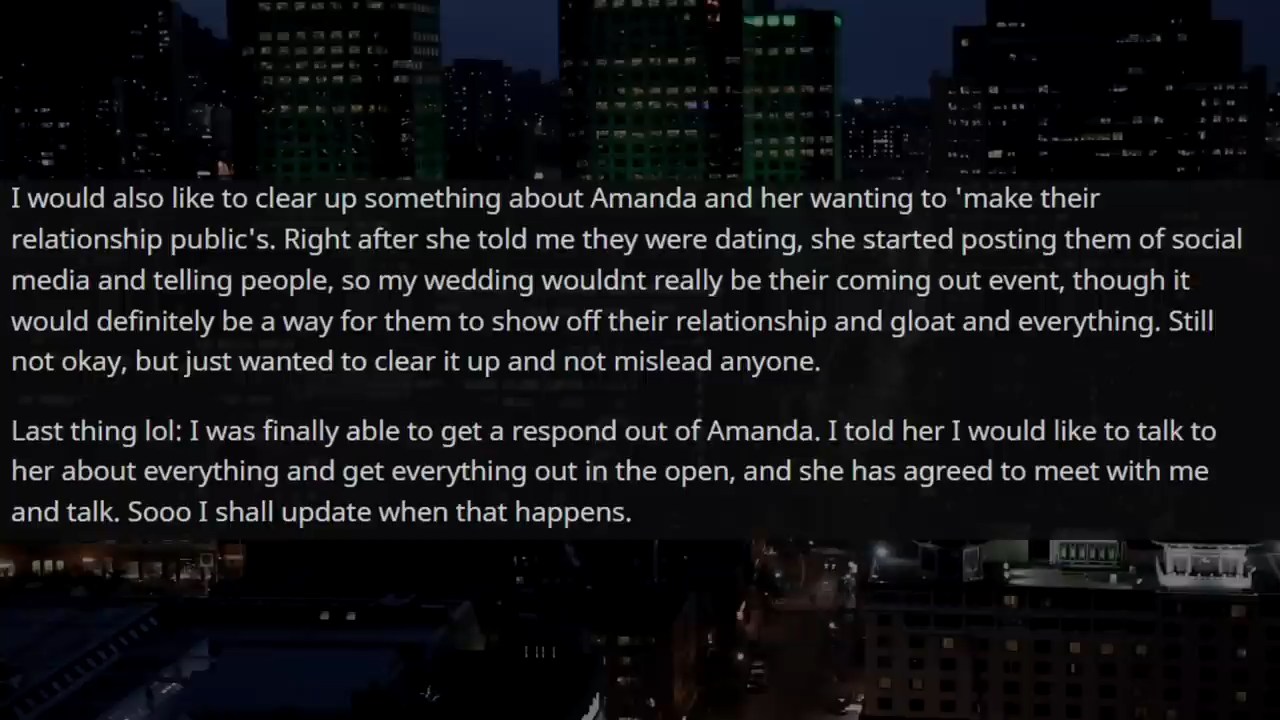 I would also like to clear up something about Amanda and her wanting to 'make their
relationship public's. Right after she told me they were dating, she started posting them of social
media and telling people, so my wedding wouldnt really be their coming out event, though it
would definitely be a way for them to show off their relationship and gloat and everything. Still
not okay, but just wanted to clear it up and not mislead anyone.
Last thing lol: I was finally able to get a respond out of Amanda. I told her I would like to talk to
her about everything and get everything out in the open, and she has agreed to meet with me
and talk. Sooo I shall update when that happens.